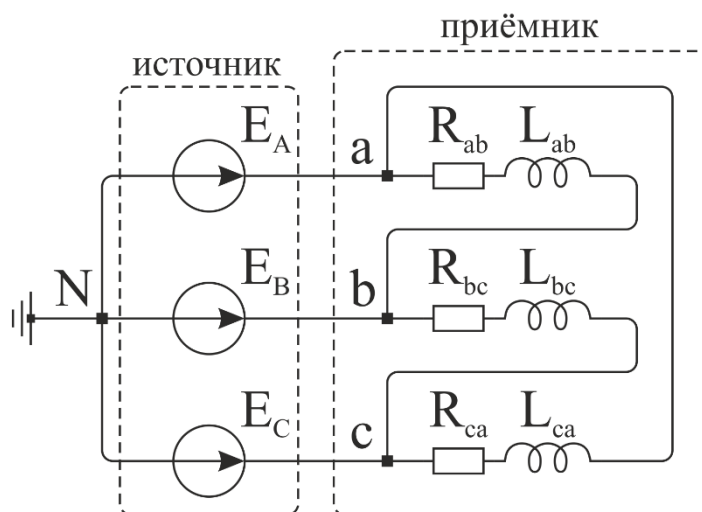 приёмник
источник
E_A
a
R_ab
L_ab
N
E_B
b
R_bc
L_bc
E_C
c
R_ca
L_ca